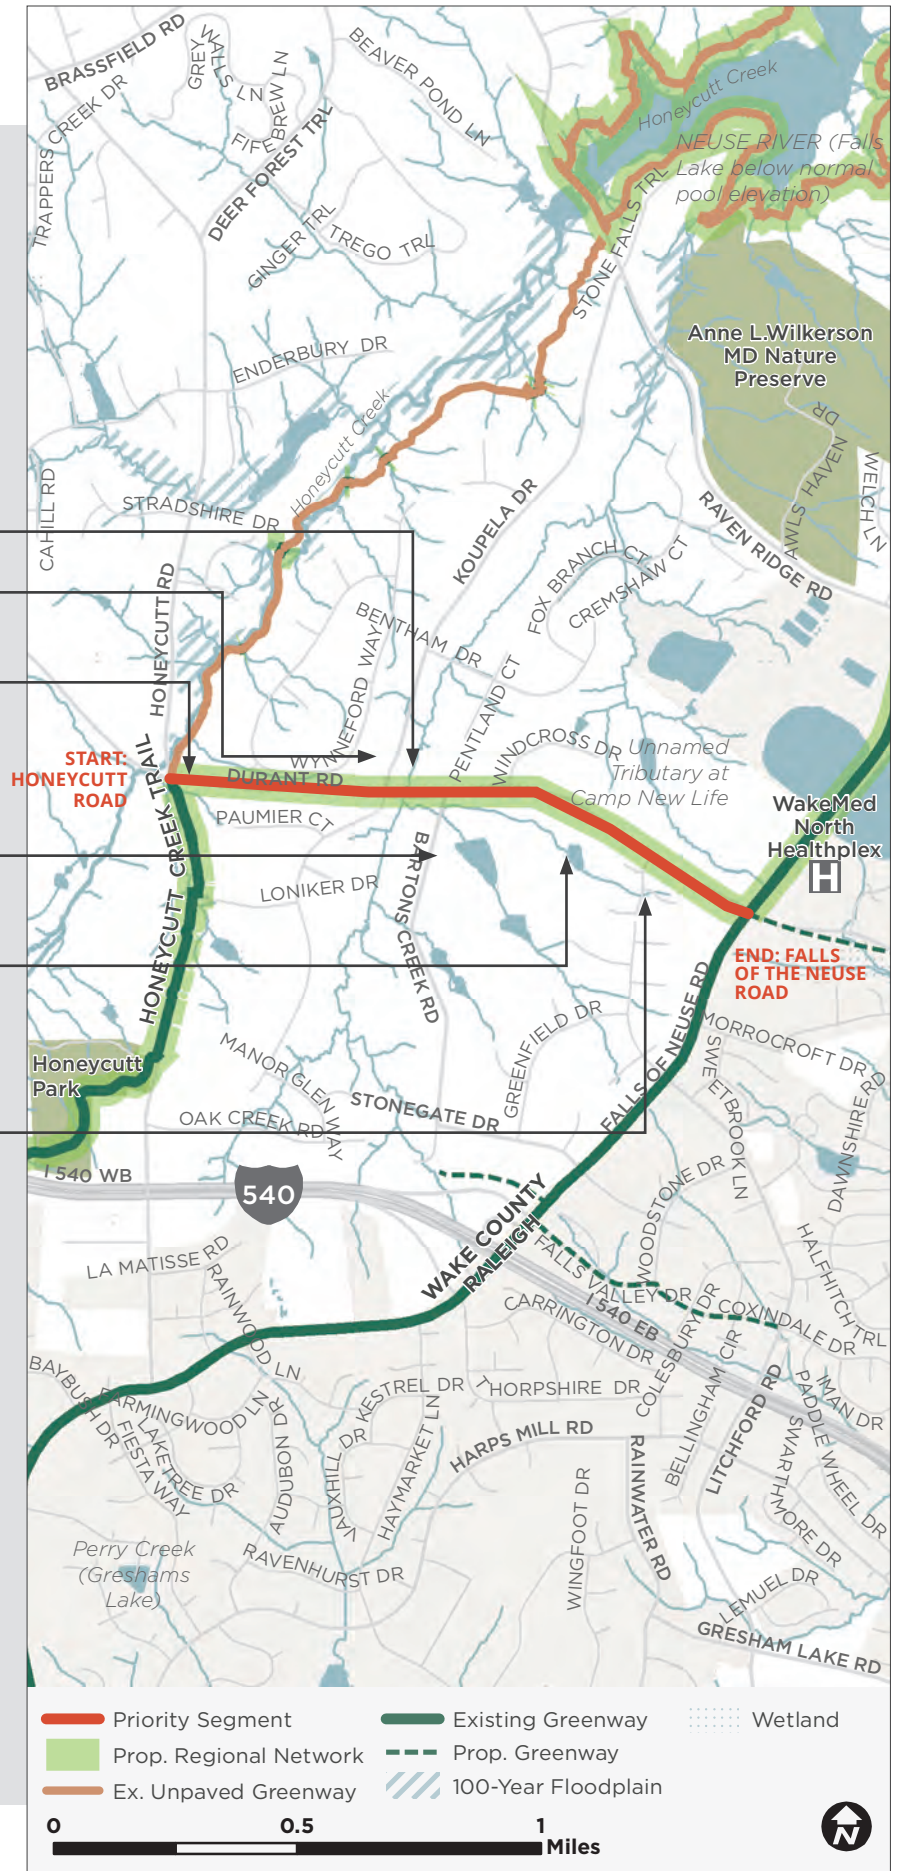 BRASSFIELD RD
GREY
WALLS LN
BREW LN
FIFE
BEAVER POND LN
TRAPPERS CREEK DR
DEER FOREST TRL
GINGER TRL
TREGO TRL
Honeycutt Creek
NEUSE RIVER (Falls
Lake below normal
pool elevation)
STONE FALLS TRL
Anne L.Wilkerson
MD Nature
Preserve
ENDERBURY DR
Honeycutt Creek
AWLS HAVEN DR
WELCH LN
CAHILL RD
STRADSHIRE DR
KOUPELA DR
RAVEN RIDGE RD
HONEYCUTT RD
FOX BRANCH CT
CREMSHAW CT
BENTHAM DR
WYNNEFORD WAY
PENTLAND CT
WINDCROSS DR
Unnamed
Tributary at
Camp New Life
START:
HONEYCUTT
ROAD
DURANT RD
PAUMIER CT
WakeMed
North
Healthplex
H
HONEYCUTT CREEK TRAIL
LONIKER DR
BARTONS CREEK RD
END: FALLS
OF THE NEUSE
ROAD
Honeycutt
Park
MANOR GLEN WAY
GREENFIELD DR
FALLS OF NEUSE RD
MORROCROFT DR
SWEETBROOK LN
DAWNSHIRE RD
OAK CREEK RD
STONEGATE DR
I 540 WB
540
WAKE COUNTY
RALEIGH
WOODSTONE DR
LA MATISSE RD
RAINWOOD LN
FALLS VALLEY DR
I 540 EB
CARRINGTON DR
COLESBURY DR
COXINDALE DR
HALFHITCH TRL
BAYBUSH DR
FARMINGWOOD LN
FIESTA WAY
LAKETREE DR
AUDUBON DR
KESTREL DR
VAUXHILL DR
HAYMARKET LN
THORPSHIRE DR
HARPS MILL RD
BELLINGHAM CIR
LITCHFORD RD
IMAN DR
PADDLE WHEEL DR
SWARTHMORE DR
RAINWATER RD
WINGFOOT DR
Perry Creek
(Greshams
Lake)
RAVENHURST DR
LEMUEL DR
GRESHAM LAKE RD
Priority Segment
Existing Greenway
Wetland
Prop. Regional Network
Prop. Greenway
Ex. Unpaved Greenway
100-Year Floodplain
0 0.5 1
Miles
N